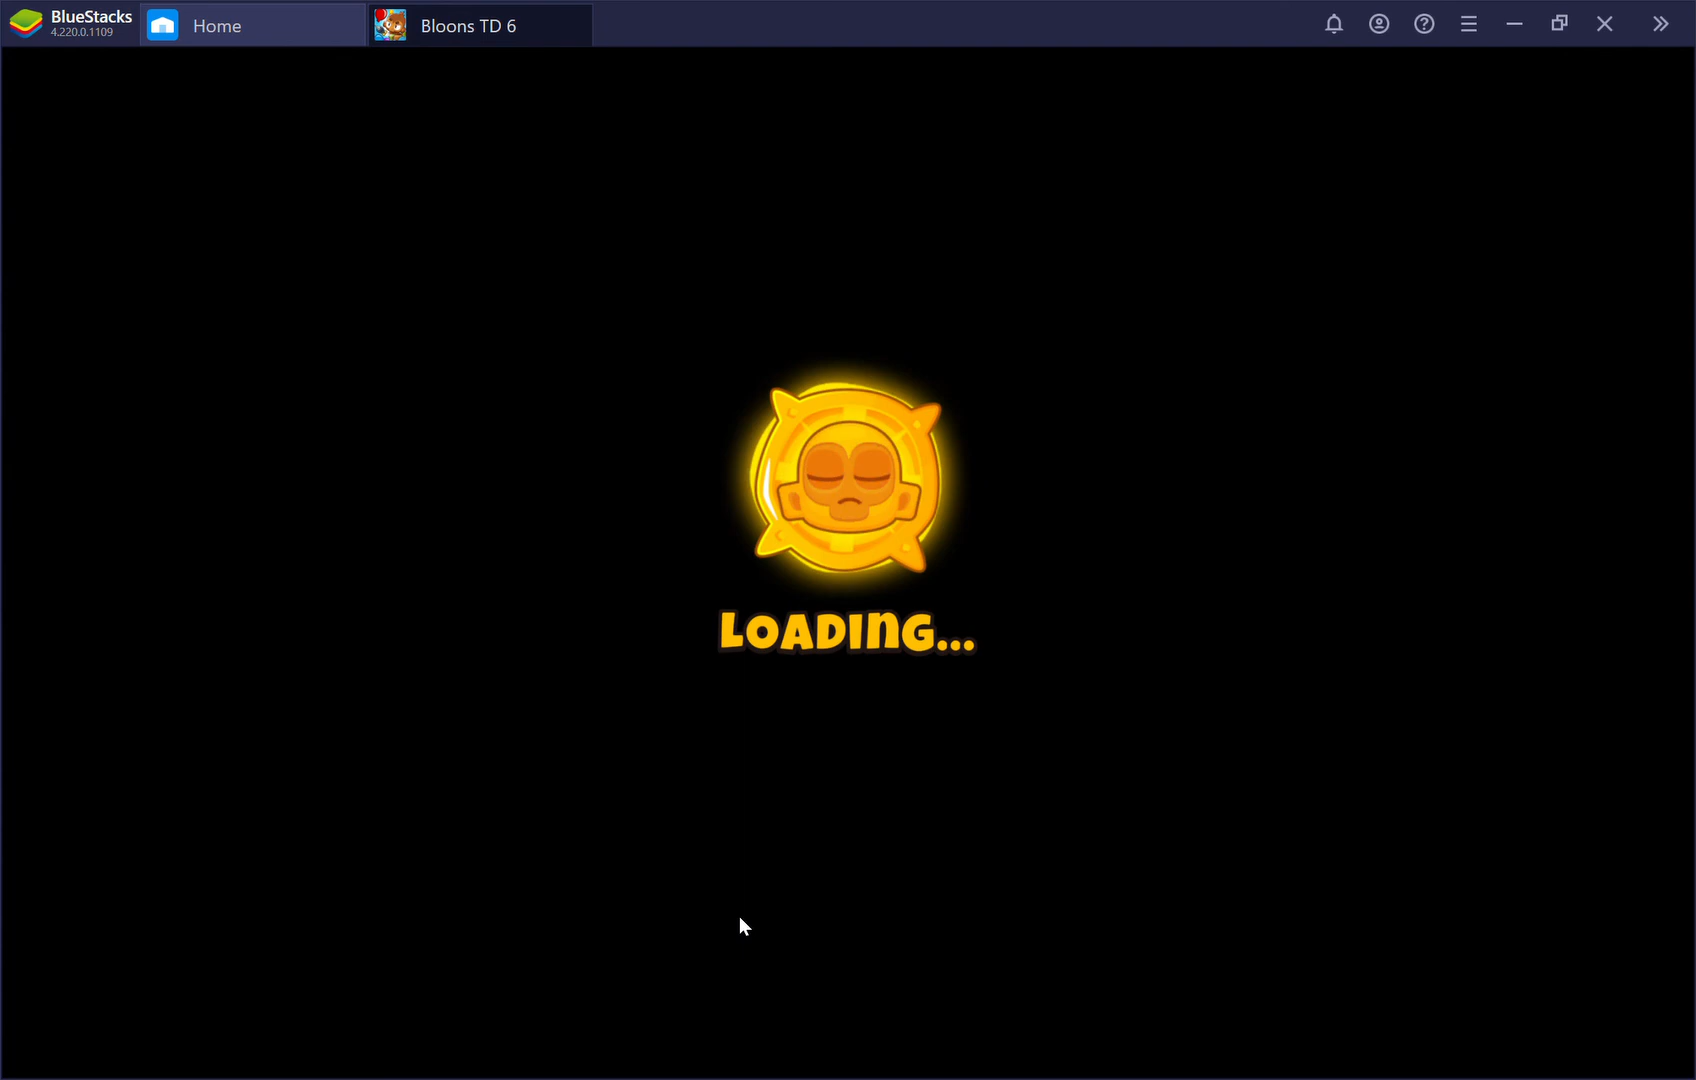 BlueStacks
4.220.0.1109
Home
Bloons TD 6
LOADING...